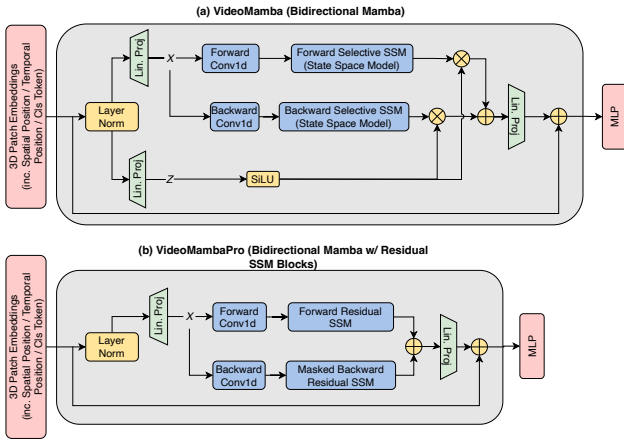 (a) VideoMamba (Bidirectional Mamba)
3D Patch Embeddings
(inc. Spatial Position / Temporal
Position / Cls Token)
Layer
Norm
Lin. Proj
X
Forward
Conv1d
Forward Selective SSM
(State Space Model)
Backward
Conv1d
Backward Selective SSM
(State Space Model)
Lin. Proj
Z
SiLU
Lin. Proj
MLP
(b) VideoMambaPro (Bidirectional Mamba w/ Residual
SSM Blocks)
3D Patch Embeddings
(inc. Spatial Position / Temporal
Position / Cls Token)
Layer
Norm
Lin. Proj
X
Forward
Conv1d
Forward Residual
SSM
Backward
Conv1d
Masked Backward
Residual SSM
Lin. Proj
MLP